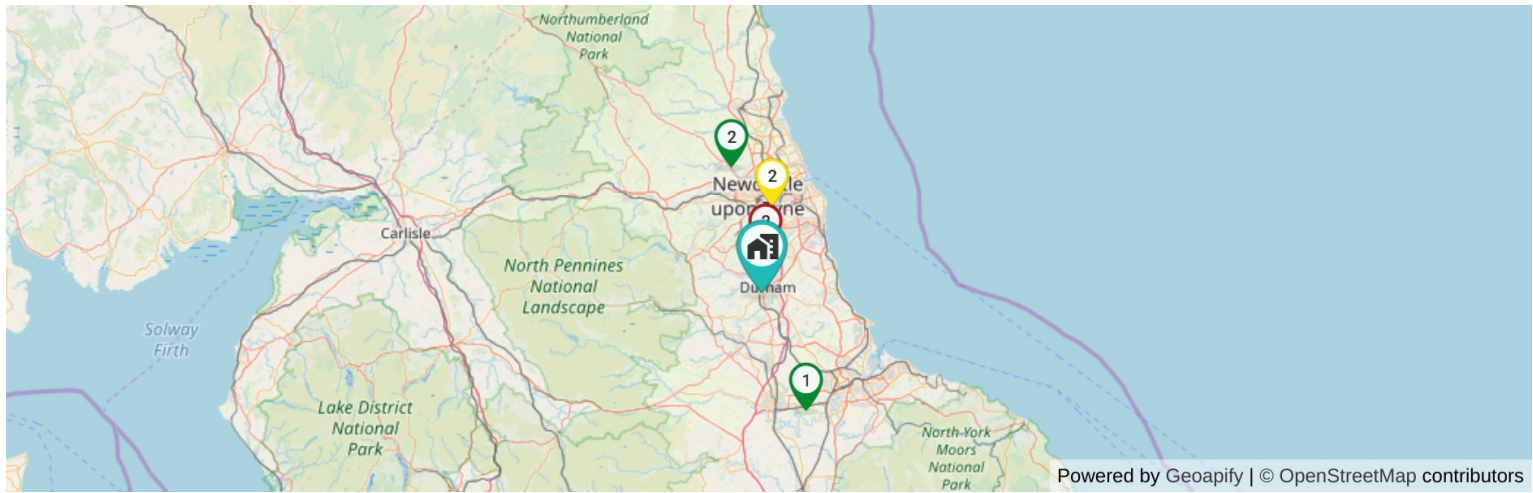 Northumberland
National
Park
2
2
Newcastle
upon Tyne
Carlisle
North Pennines
National
Landscape
Durham
Solway
Firth
1
Lake District
National
Park
North York
Moors
National
Park
Powered by Geoapify | © OpenStreetMap contributors